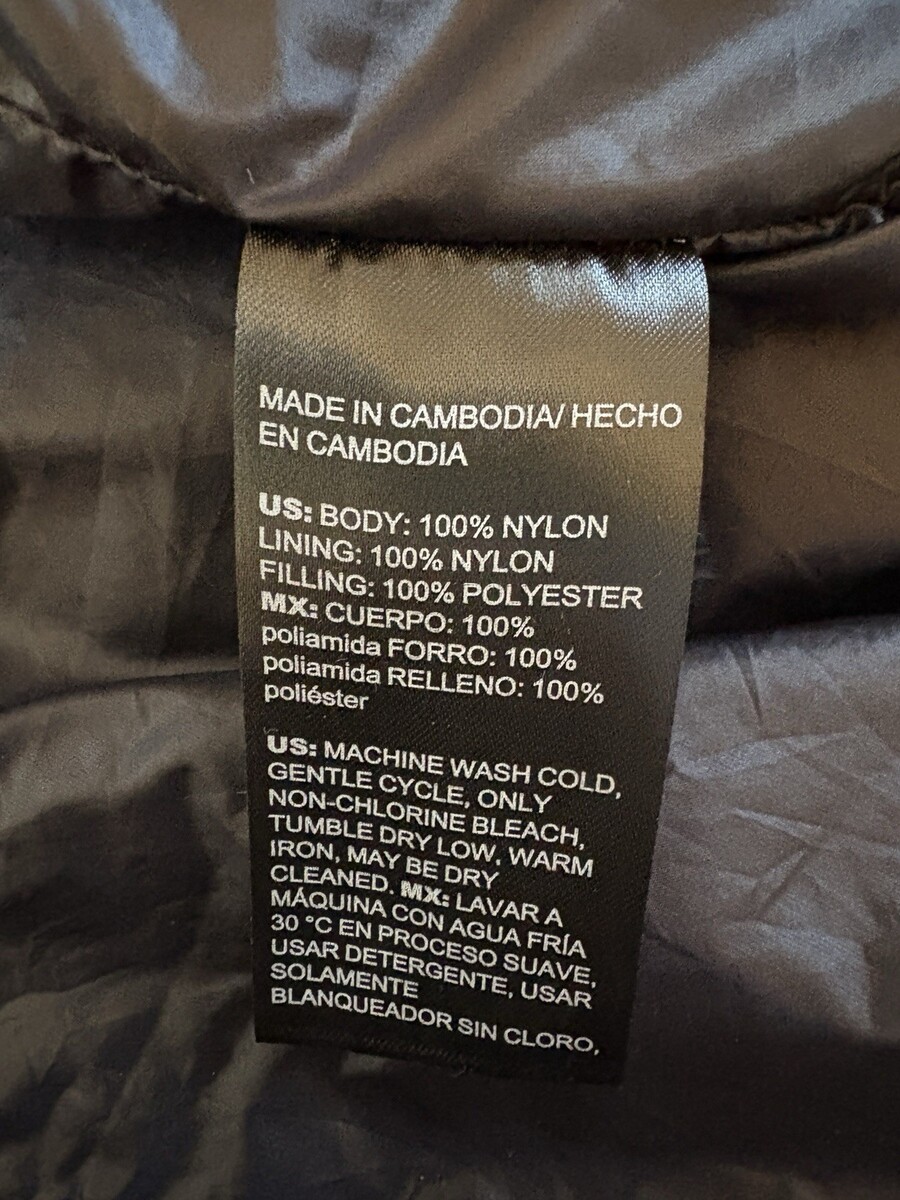 MADE IN CAMBODIA/ HECHO
EN CAMBODIA
US: BODY: 100% NYLON
LINING: 100% NYLON
FILLING: 100% POLYESTER
MX: CUERPO: 100%
poliamida FORRO: 100%
poliamida RELLENO: 100%
poliéster
US: MACHINE WASH COLD,
GENTLE CYCLE, ONLY
NON-CHLORINE BLEACH,
TUMBLE DRY LOW, WARM
IRON, MAY BE DRY
CLEANED. MX: LAVAR A
MÁQUINA CON AGUA FRÍA
30 °C EN PROCESO SUAVE,
USAR DETERGENTE, USAR
SOLAMENTE
BLANQUEADOR SIN CLORO,